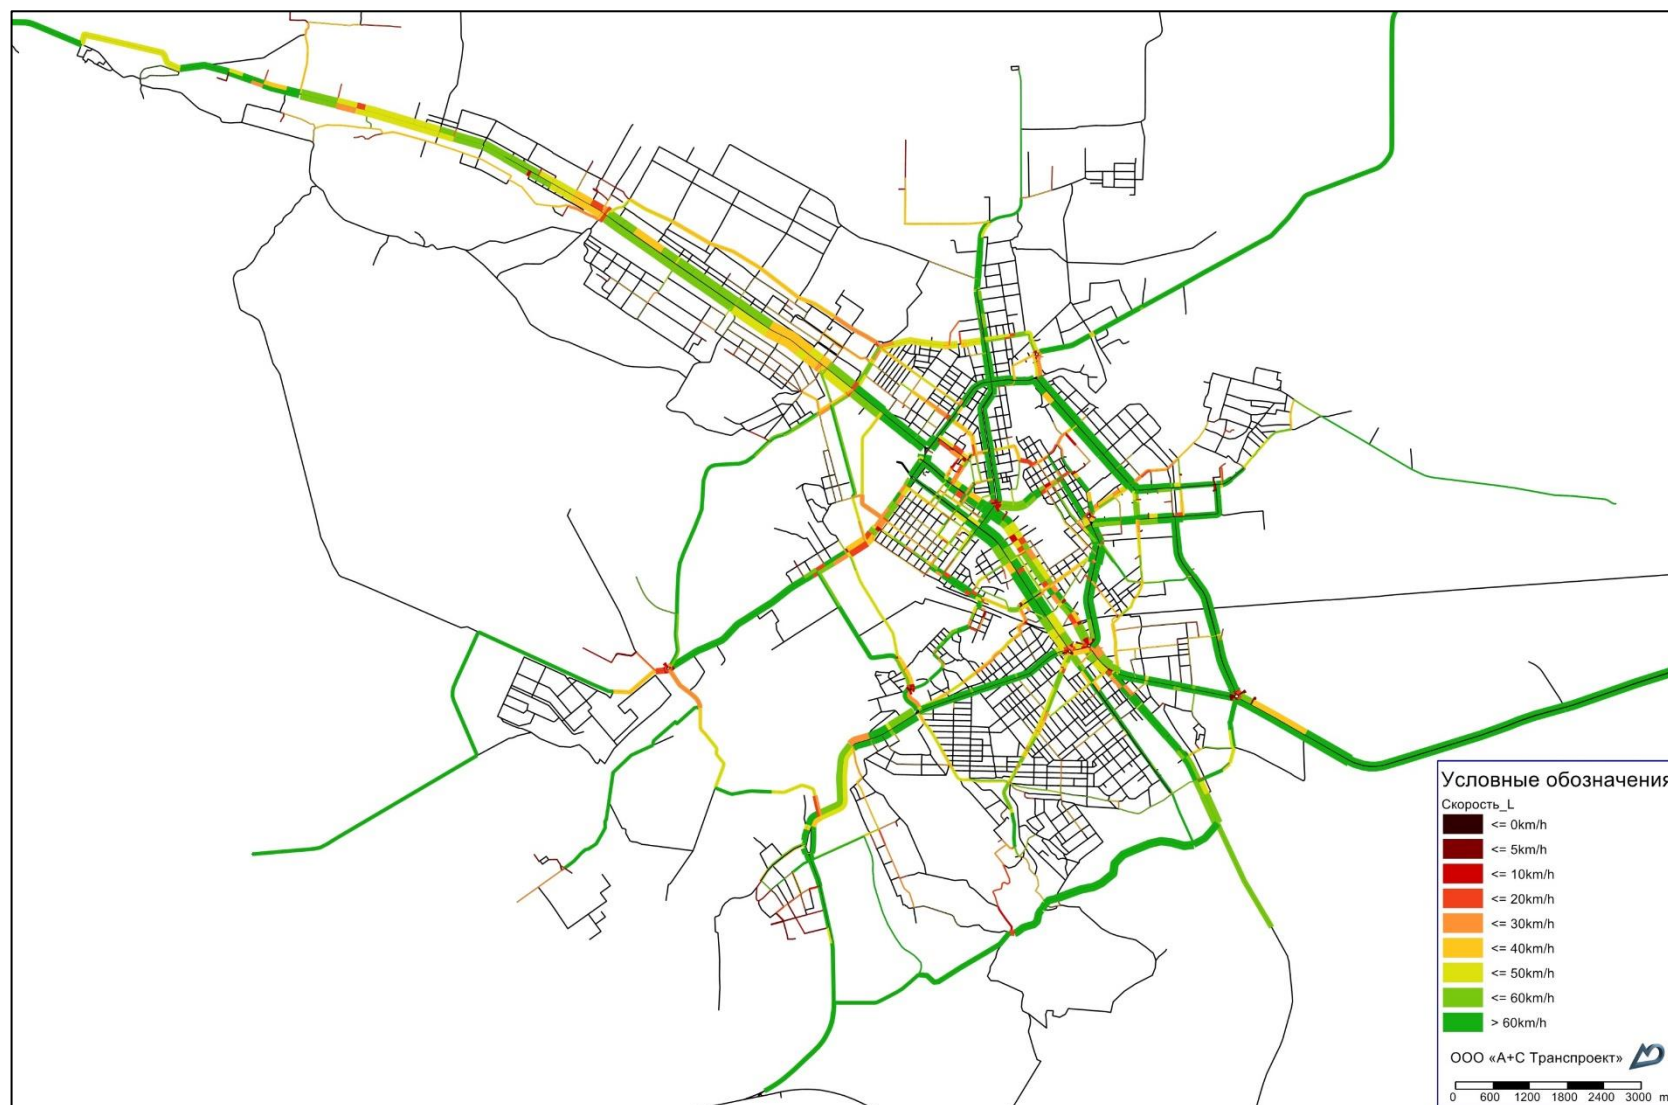 Условные обозначения
Скорость_L
<= 0km/h
<= 5km/h
<= 10km/h
<= 20km/h
<= 30km/h
<= 40km/h
<= 50km/h
<= 60km/h
> 60km/h
ООО «А+С Транспроект»
0 600 1200 1800 2400 3000 m